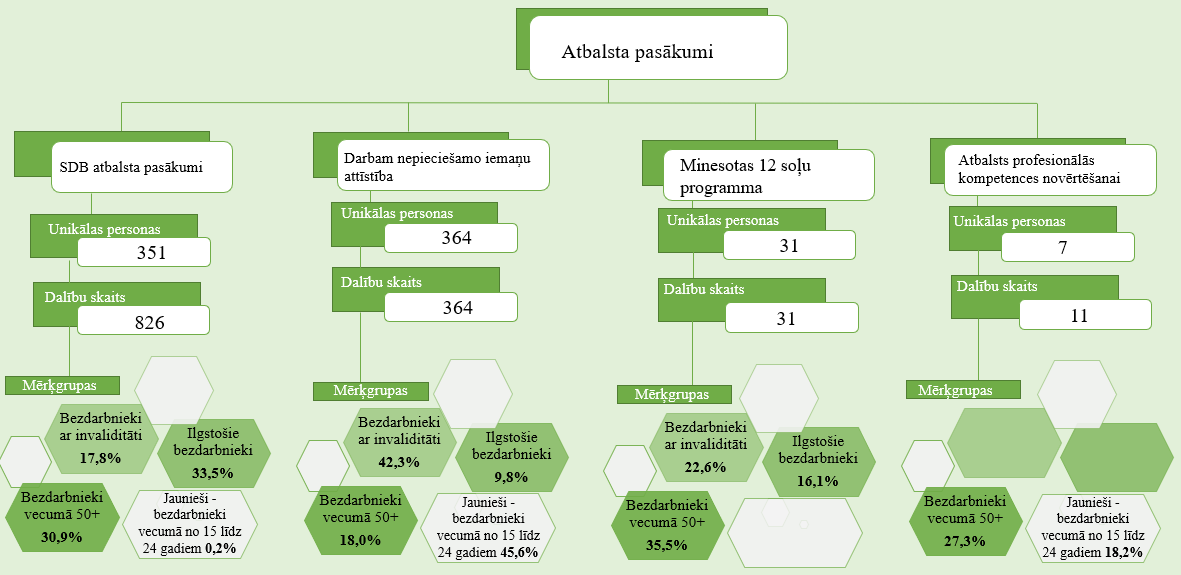 Atbalsta pasākumi
SDB atbalsta pasākumi
Unikālas personas
351
Dalību skaits
826
Mērķgrupas
Bezdarbnieki
ar invaliditāti
17,8%
Ilgstošie
bezdarbnieki
33,5%
Bezdarbnieki
vecumā 50+
30,9%
Jaunieši -
bezdarbnieki
vecumā no 15 līdz
24 gadiem 0,2%
Darbam nepieciešamo iemaņu
attīstība
Unikālas personas
364
Dalību skaits
364
Mērķgrupas
Bezdarbnieki
ar invaliditāti
42,3%
Ilgstošie
bezdarbnieki
9,8%
Bezdarbnieki
vecumā 50+
18,0%
Jaunieši -
bezdarbnieki
vecumā no 15 līdz
24 gadiem 45,6%
Minesotas 12 soļu
programma
Unikālas personas
31
Dalību skaits
31
Mērķgrupas
Bezdarbnieki
ar invaliditāti
22,6%
Ilgstošie
bezdarbnieki
16,1%
Bezdarbnieki
vecumā 50+
35,5%
Atbalsts profesionālās
kompetences novērtēšanai
Unikālas personas
7
Dalību skaits
11
Mērķgrupas
Bezdarbnieki
vecumā 50+
27,3%
Jaunieši -
bezdarbnieki
vecumā no 15 līdz
24 gadiem 18,2%